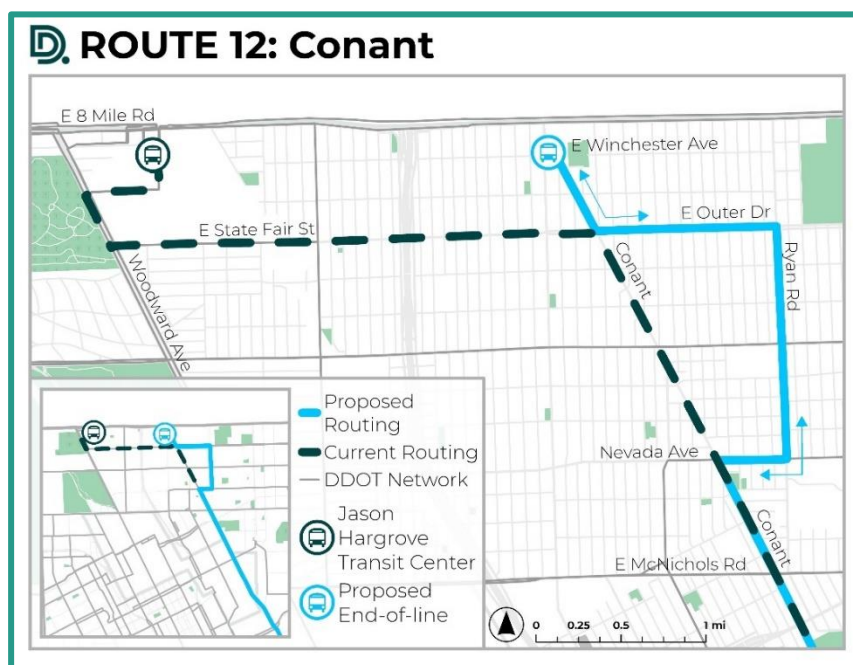 D. ROUTE 12: Conant
E 8 Mile Rd
E Winchester Ave
E Outer Dr
E State Fair St
Woodward Ave
Conant
Ryan Rd
Nevada Ave
Conant
E McNichols Rd
Proposed
Routing
Current Routing
DDOT Network
Jason
Hargrove
Transit Center
Proposed
End-of-line
0 0.25 0.5 1 mi